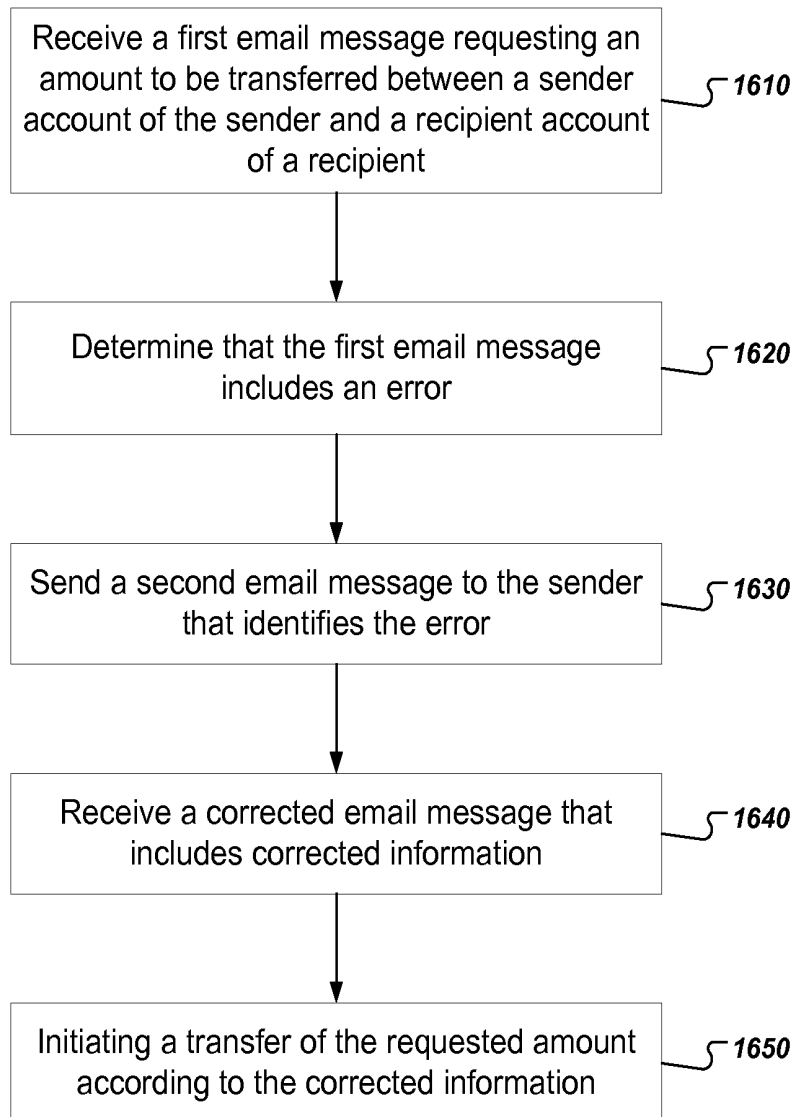 Receive a first email message requesting an
amount to be transferred between a sender
account of the sender and a recipient account
of a recipient
1610
Determine that the first email message
includes an error
1620
Send a second email message to the sender
that identifies the error
1630
Receive a corrected email message that
includes corrected information
1640
Initiating a transfer of the requested amount
according to the corrected information
1650